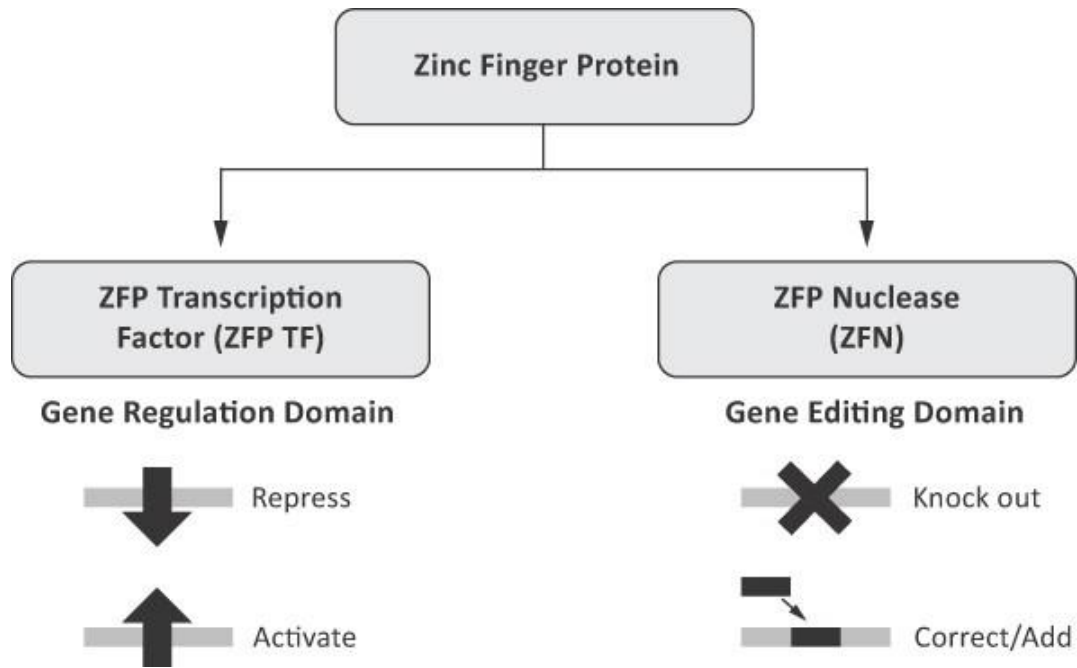 Zinc Finger Protein
ZFP Transcription
Factor (ZFP TF)
Gene Regulation Domain
Repress
Activate
ZFP Nuclease
(ZFN)
Gene Editing Domain
Knock out
Correct/Add